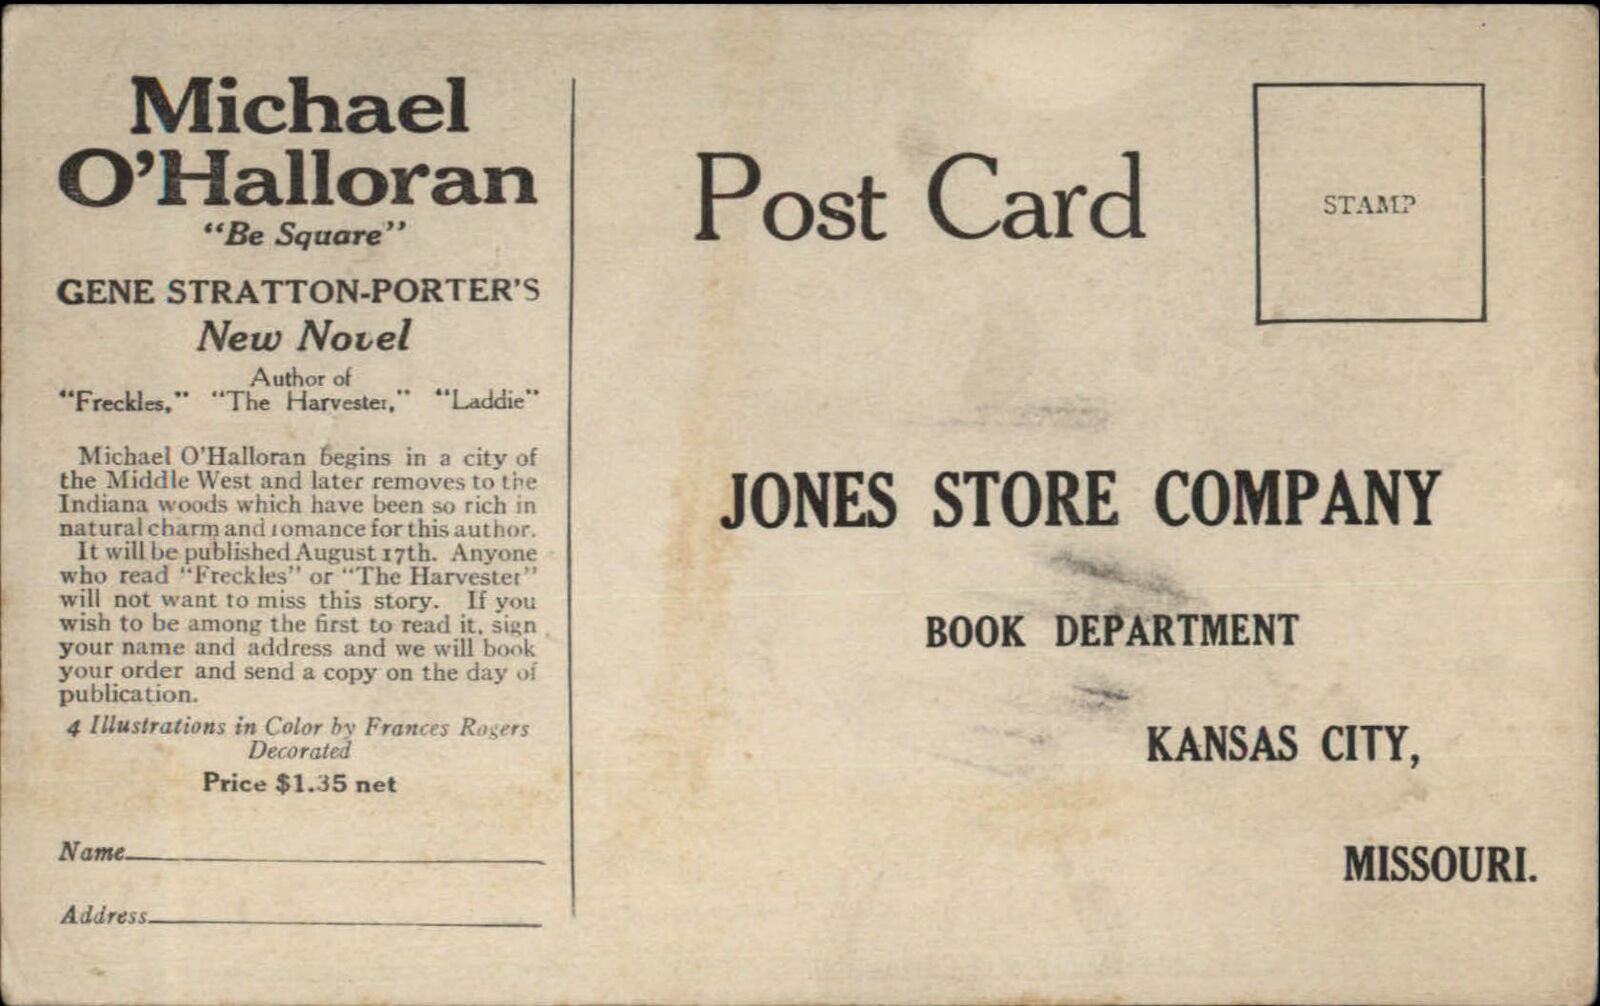 Michael
O'Halloran
"Be Square"
GENE STRATTON-PORTER'S
New Novel
Author of
"Freckles," "The Harvester," "Laddie"
Michael O'Halloran begins in a city of
the Middle West and later removes to the
Indiana woods which have been so rich in
natural charm and romance for this author.
It will be published August 17th. Anyone
who read "Freckles" or "The Harvester"
will not want to miss this story. If you
wish to be among the first to read it, sign
your name and address and we will book
your order and send a copy on the day of
publication.
4 Illustrations in Color by Frances Rogers
Decorated
Price $1.35 net
Name
Address
Post Card
STAMP
JONES STORE COMPANY
BOOK DEPARTMENT
KANSAS CITY,
MISSOURI.